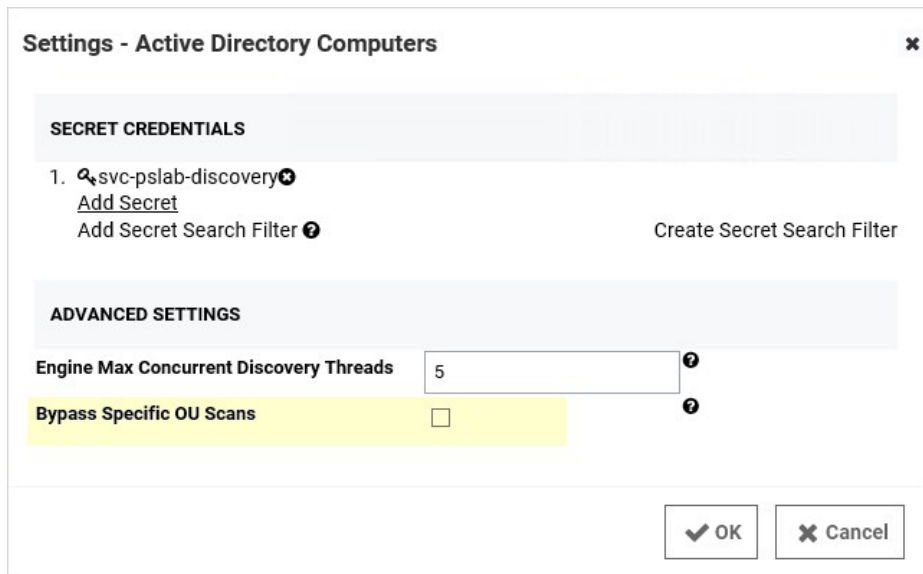 Settings - Active Directory Computers
SECRET CREDENTIALS
1. svc-pslab-discovery
Add Secret
Add Secret Search Filter
Create Secret Search Filter
ADVANCED SETTINGS
Engine Max Concurrent Discovery Threads
5
Bypass Specific OU Scans
OK
Cancel